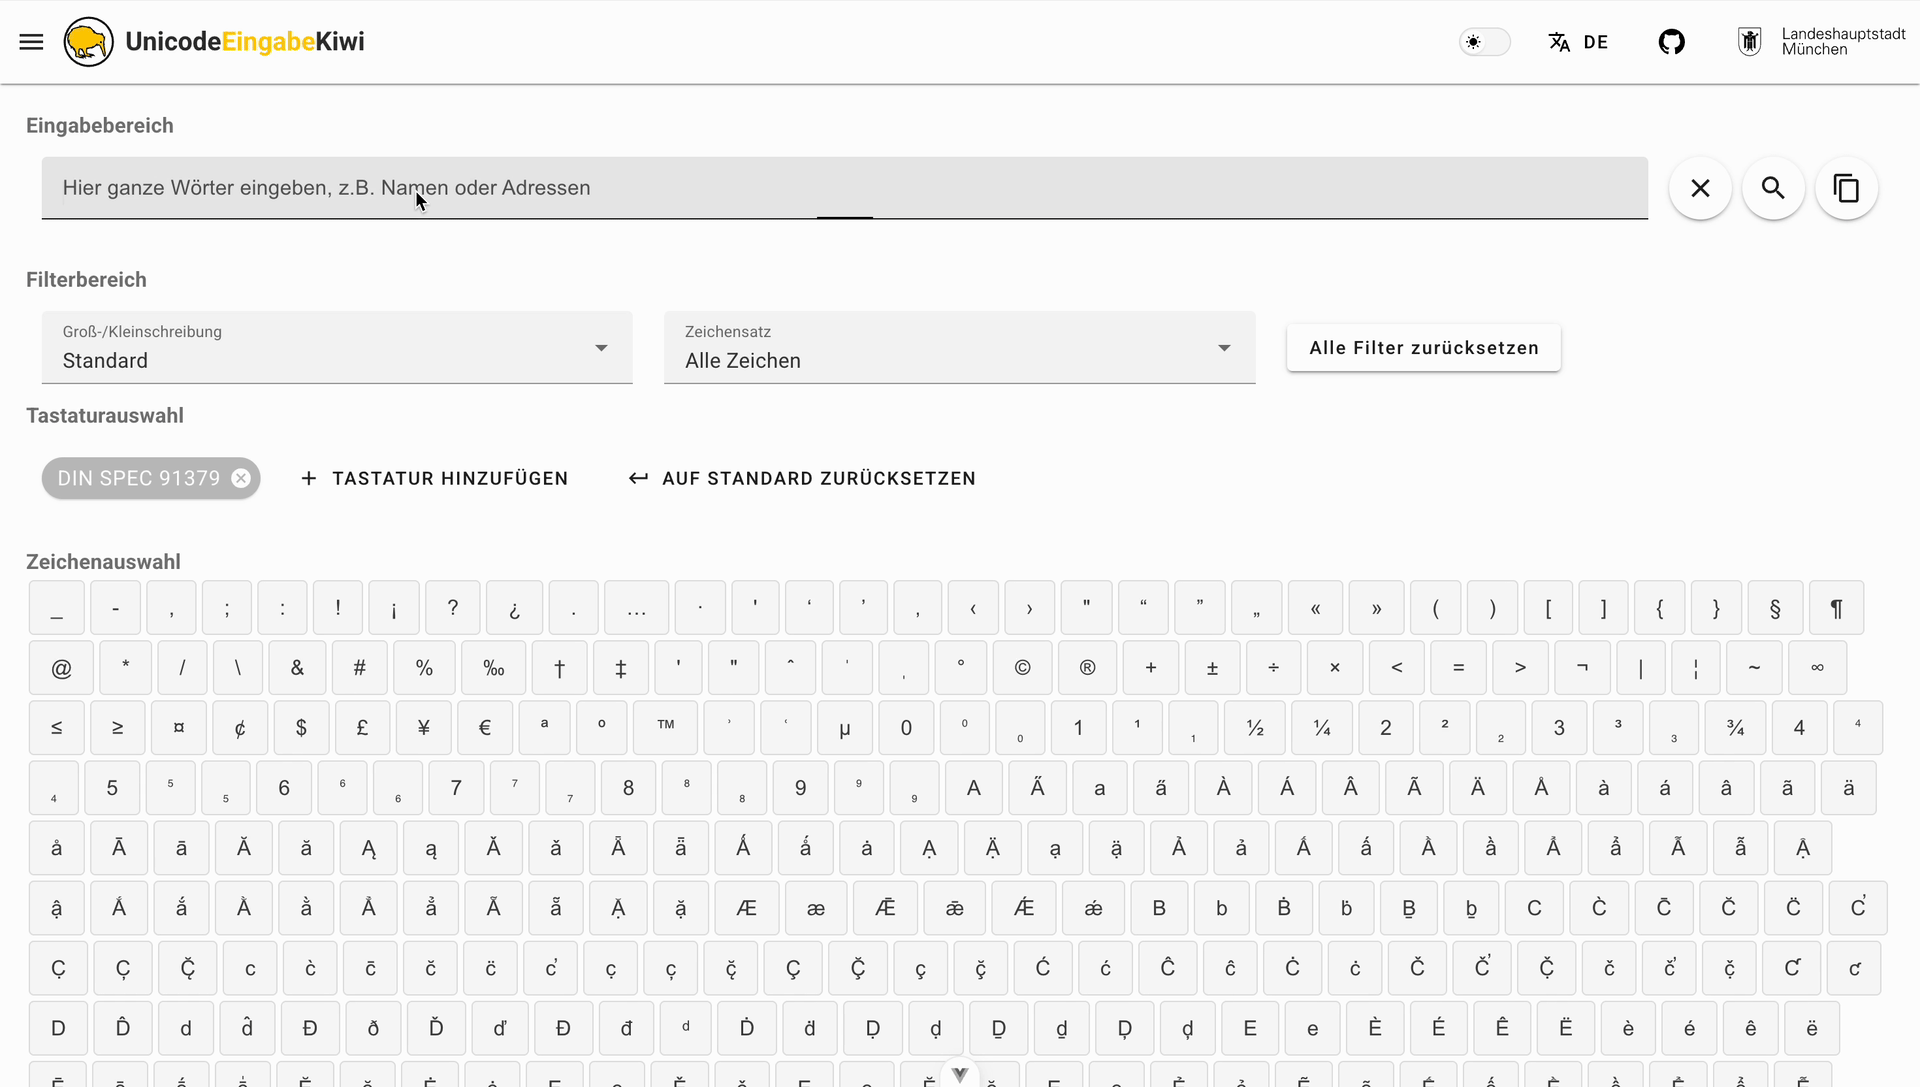 UnicodeEingabeKiwi
DE
Landeshauptstadt
München
Eingabebereich
Hier ganze Wörter eingeben, z.B. Namen oder Adressen
Filterbereich
Groß-/Kleinschreibung
Standard
Zeichensatz
Alle Zeichen
Alle Filter zurücksetzen
Tastaturauswahl
DIN SPEC 91379
TASTATUR HINZUFÜGEN
AUF STANDARD ZURÜCKSETZEN
Zeichenauswahl
_ - , ; : ! ¡ ? ¿ . … · ' ‘ ’ ‚ ‹ › " “ ” „ « » ( ) [ ] { } § ¶
@ * / \ & # % ‰ † ‡ ′ ″ ˆ ˈ ˌ ° © ® + ± ÷ × < = > ¬ | ¦ ~ ∞
≤ ≥ ¤ ¢ $ £ ¥ € ª º ™ ʾ ʿ µ 0 ⁰ ₀ 1 ¹ ₁ ½ ¼ 2 ² ₂ 3 ³ ₃ ¾ 4 ⁴
₄ 5 ⁵ ₅ 6 ⁶ ₆ 7 ⁷ ₇ 8 ⁸ ₈ 9 ⁹ ₉ A A̋ a a̋ À Á Â Ã Ä Å à á â ã ä
å Ā ā Ă ă Ą ą Ǎ ǎ Ǟ ǟ Ǻ ǻ ȧ Ạ Ạ̈ ạ ạ̈ Ả ả Ấ ấ Ầ ầ Ẩ ẩ Ẫ ẫ Ậ
ậ Ắ ắ Ằ ằ Ẳ ẳ Ẵ ẵ Ặ ặ Æ æ Ǣ ǣ Ǽ ǽ B b Ḃ ḃ Ḇ ḇ C C̀ C̄ C̆ C̈ C̕
C̣ C̦ C̨̆ c c̀ c̄ c̆ c̈ c̕ c̣ c̦ c̨̆ Ç Ç̆ ç ç̆ Ć ć Ĉ ĉ Ċ ċ Č Č̕ Č̣ č č̕ č̣ Ƈ ƈ
D D̂ d d̂ Ð ð Ď ď Đ đ ᵈ Ḋ ḋ Ḍ ḍ Ḏ ḏ Ḑ ḑ E e È É Ê Ë è é ê ë